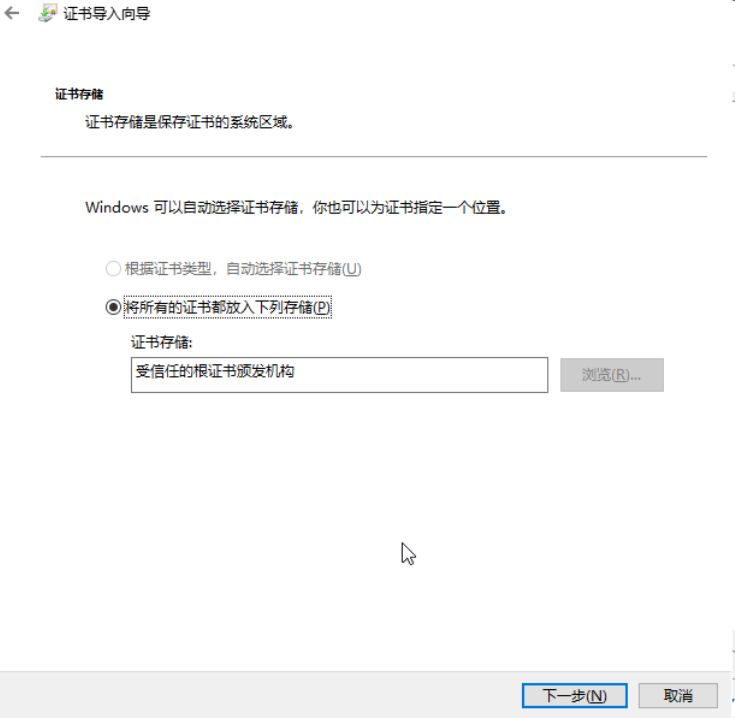 证书导入向导
证书存储
证书存储是保存证书的系统区域。
Windows 可以自动选择证书存储，你也可以为证书指定一个位置。
根据证书类型，自动选择证书存储(U)
将所有的证书都放入下列存储(P)
证书存储:
受信任的根证书颁发机构
浏览(R)...
下一步(N)
取消